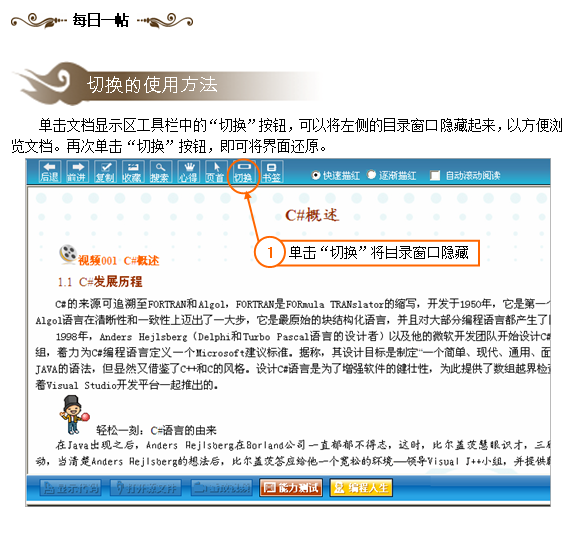 每日一帖
切换的使用方法
单击文档显示区工具栏中的“切换”按钮，可以将左侧的目录窗口隐藏起来，以方便浏
览文档。再次单击“切换”按钮，即可将界面还原。
后退 前进 复制 收藏 搜索 心得 页首 切换 书签 快速描红 逐渐描红 自动滚动阅读
C#概述
1 单击“切换”将目录窗口隐藏
视频001 C#概述
1.1 C#发展历程
C#的来源可追溯至FORTRAN和Algol，FORTRAN是FORmula TRANslator的缩写，开发于1950年，它是第一
Algol语言在清晰性和一致性上迈出了一大步，它是最原始的块结构化语言，并且对大部分编程语言都产生了
1998年，Anders Hejlsberg（Delphi和Turbo Pascal语言的设计者）以及他的微软开发团队开始设计
组，着力为C#编程语言定义一个Microsoft建议标准。据称，其设计目标是制定“一个简单、现代、通用、面
JAVA的语法，但显然又借鉴了C++和C的风格。设计C#语言是为了增强软件的健壮性，为此提供了数组越界检
着Visual Studio开发平台一起推出的。
轻松一刻：C#语言的由来
在Java出现之后，Anders Hejlsberg在Borland公司一直郁郁不得志，这时，比尔盖茨慧眼识才，三
动，当清楚Anders Hejlsberg的想法后，比尔盖茨答应给他一个宽松的环境—领导Visual J++小组，并提供
能力测试 编程人生